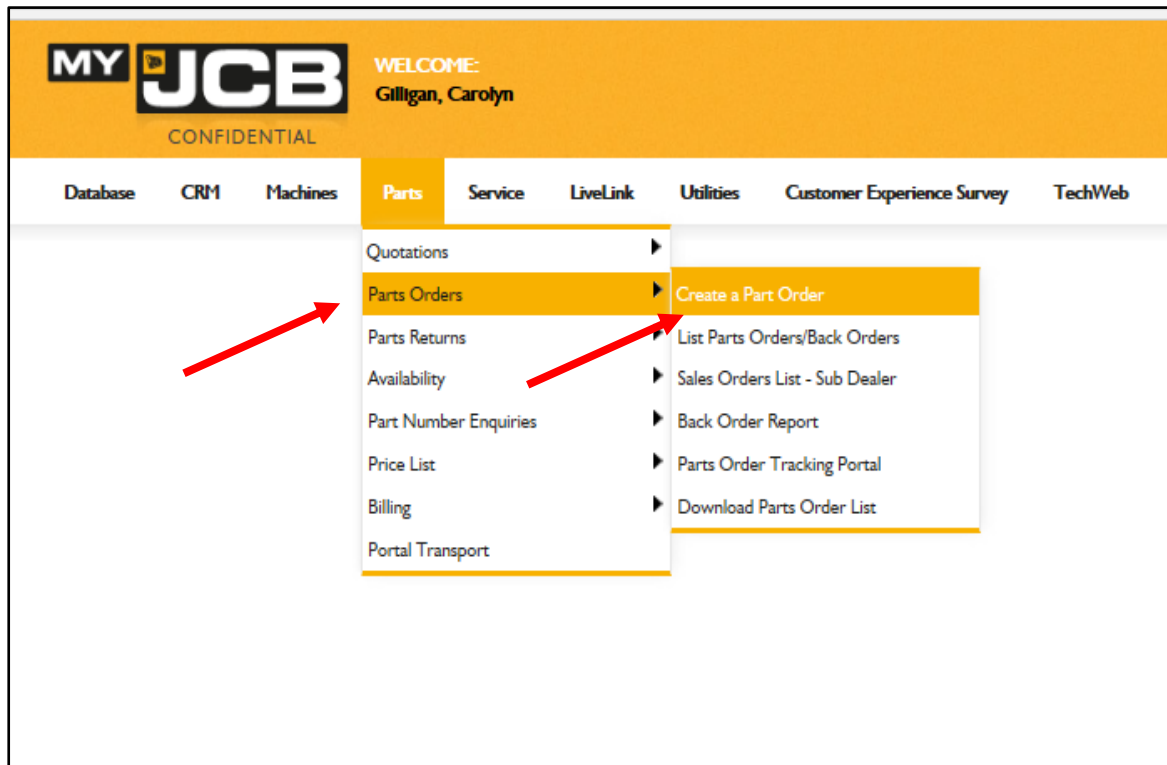 MY JCB
CONFIDENTIAL
WELCOME:
Gilligan, Carolyn
Database CRM Machines Parts Service LiveLink Utilities Customer Experience Survey TechWeb
Quotations
Parts Orders
Parts Returns
Availability
Part Number Enquiries
Price List
Billing
Portal Transport
Create a Part Order
List Parts Orders/Back Orders
Sales Orders List - Sub Dealer
Back Order Report
Parts Order Tracking Portal
Download Parts Order List